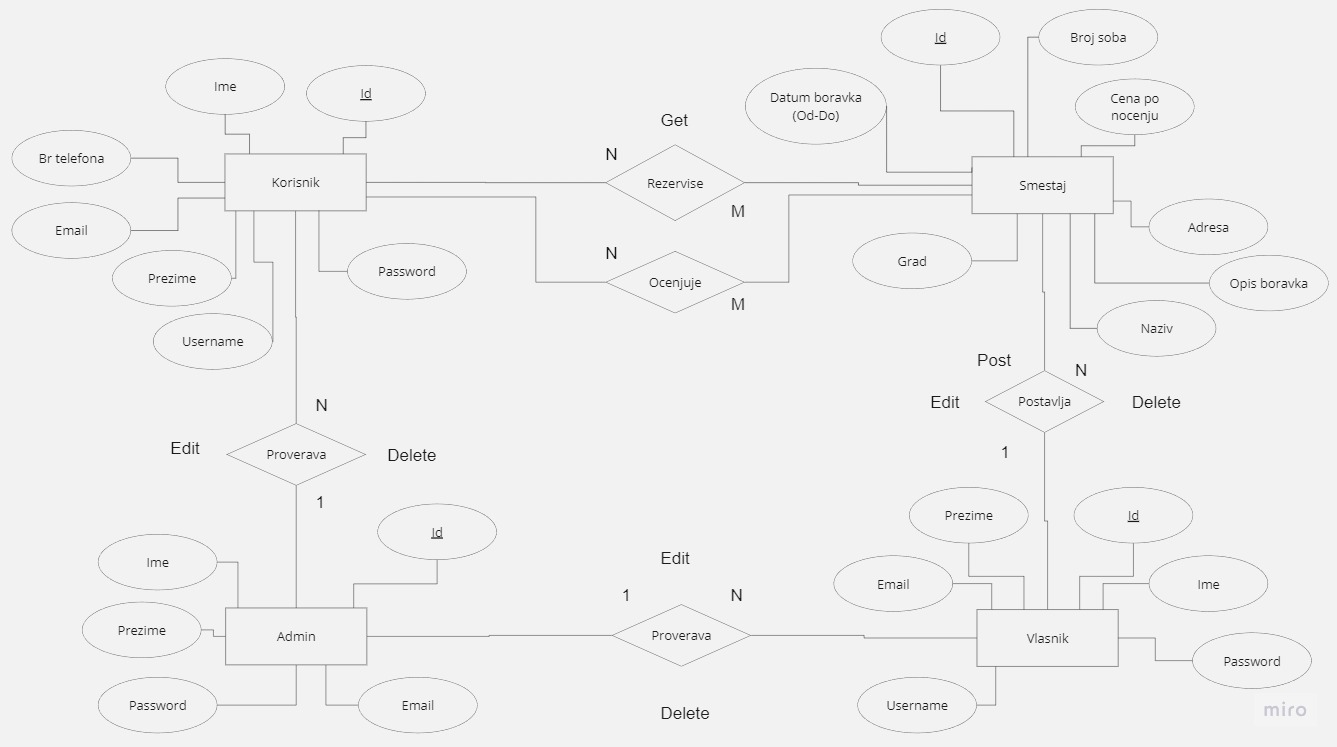 Id
Broj soba
Ime
Id
Datum boravka
(Od-Do)
Cena po
nocenju
Get
Br telefona
N
Korisnik
Rezervise
Smestaj
M
Email
Adresa
Prezime
Password
N
Ocenjuje
Grad
Opis boravka
M
Username
Naziv
Post
N
Edit
Postavlja
Delete
N
Edit
Proverava
Delete
1
1
Id
Prezime
Id
Ime
Edit
Email
Ime
1
N
Prezime
Admin
Proverava
Vlasnik
Password
Password
Email
Username
Delete
miro